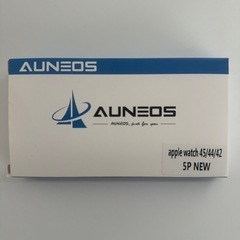 AUNEOS
AUNEOS
AUNEOS, just for you
apple watch 45/44/42
5P NEW